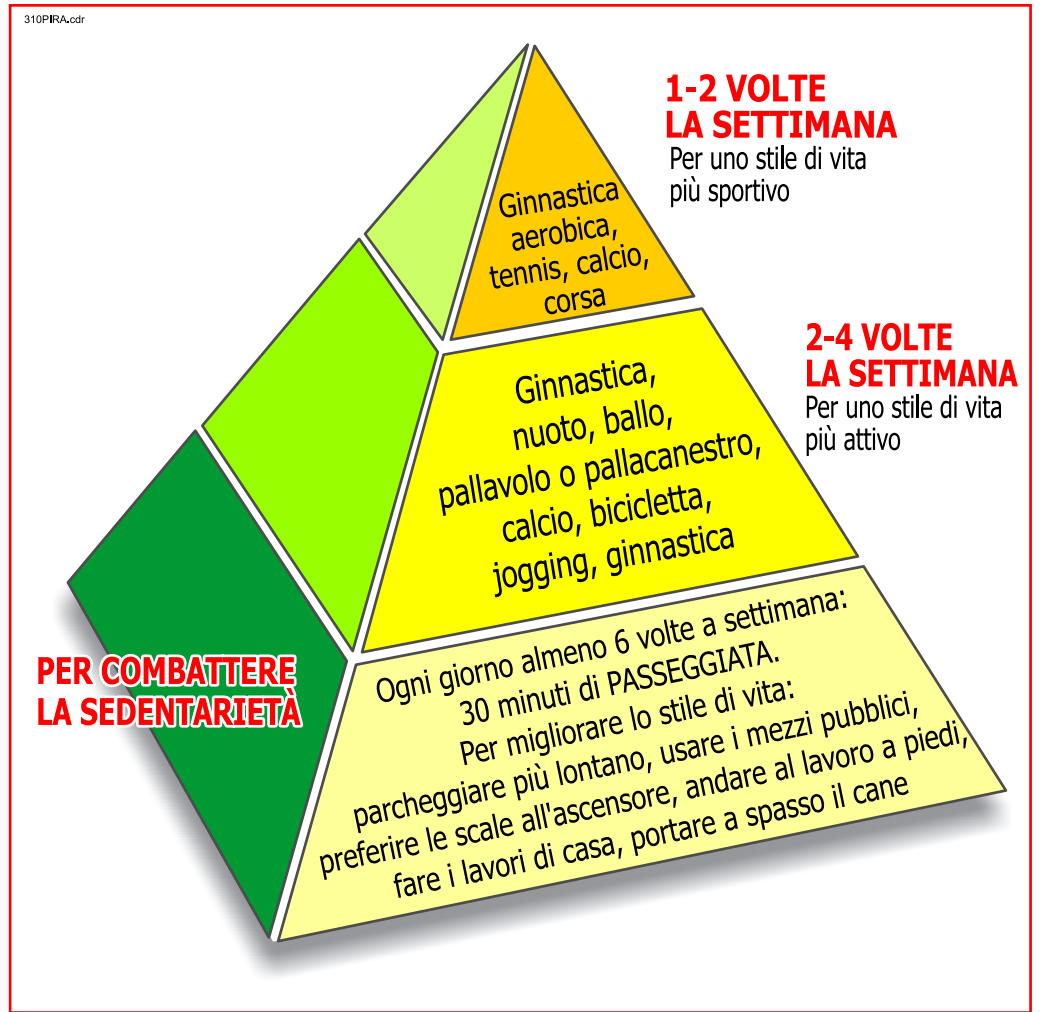 310PIRA.cdr
1-2 VOLTE
LA SETTIMANA
Per uno stile di vita
più sportivo
Ginnastica
aerobica,
tennis, calcio,
corsa
2-4 VOLTE
LA SETTIMANA
Per uno stile di vita
più attivo
Ginnastica,
nuoto, ballo,
pallavolo o pallacanestro,
calcio, bicicletta,
jogging, ginnastica
PER COMBATTERE
LA SEDENTARIETÀ
Ogni giorno almeno 6 volte a settimana:
30 minuti di PASSEGGIATA.
Per migliorare lo stile di vita:
parcheggiare più lontano, usare i mezzi pubblici,
preferire le scale all'ascensore, andare al lavoro a piedi,
fare i lavori di casa, portare a spasso il cane